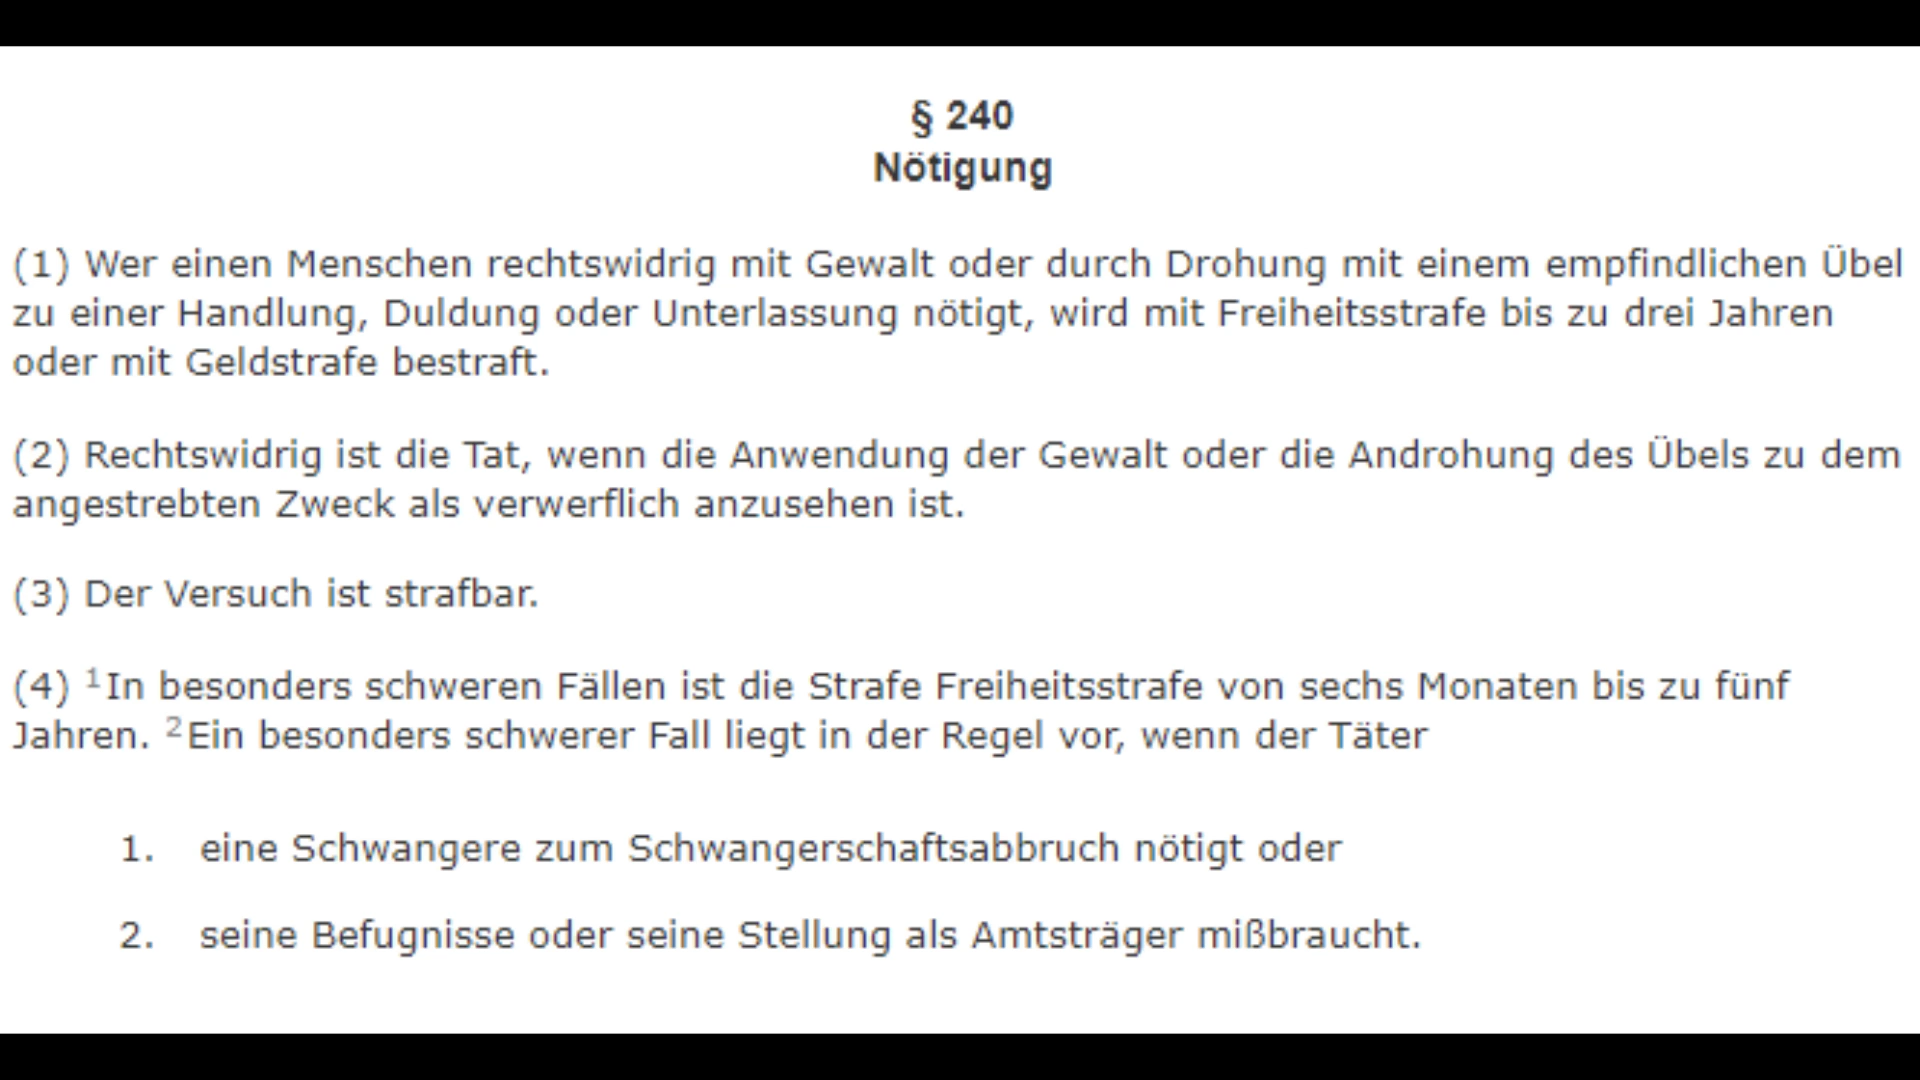 § 240
Nötigung
(1) Wer einen Menschen rechtswidrig mit Gewalt oder durch Drohung mit einem empfindlichen Übel
zu einer Handlung, Duldung oder Unterlassung nötigt, wird mit Freiheitsstrafe bis zu drei Jahren
oder mit Geldstrafe bestraft.
(2) Rechtswidrig ist die Tat, wenn die Anwendung der Gewalt oder die Androhung des Übels zu dem
angestrebten Zweck als verwerflich anzusehen ist.
(3) Der Versuch ist strafbar.
(4) ¹In besonders schweren Fällen ist die Strafe Freiheitsstrafe von sechs Monaten bis zu fünf
Jahren. ²Ein besonders schwerer Fall liegt in der Regel vor, wenn der Täter
1. eine Schwangere zum Schwangerschaftsabbruch nötigt oder
2. seine Befugnisse oder seine Stellung als Amtsträger mißbraucht.